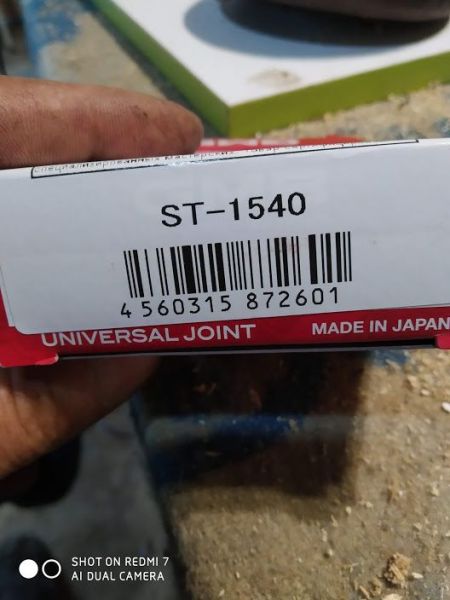 ST-1540
4 560315 872601
UNIVERSAL JOINT
MADE IN JAPAN
SHOT ON REDMI 7
AI DUAL CAMERA